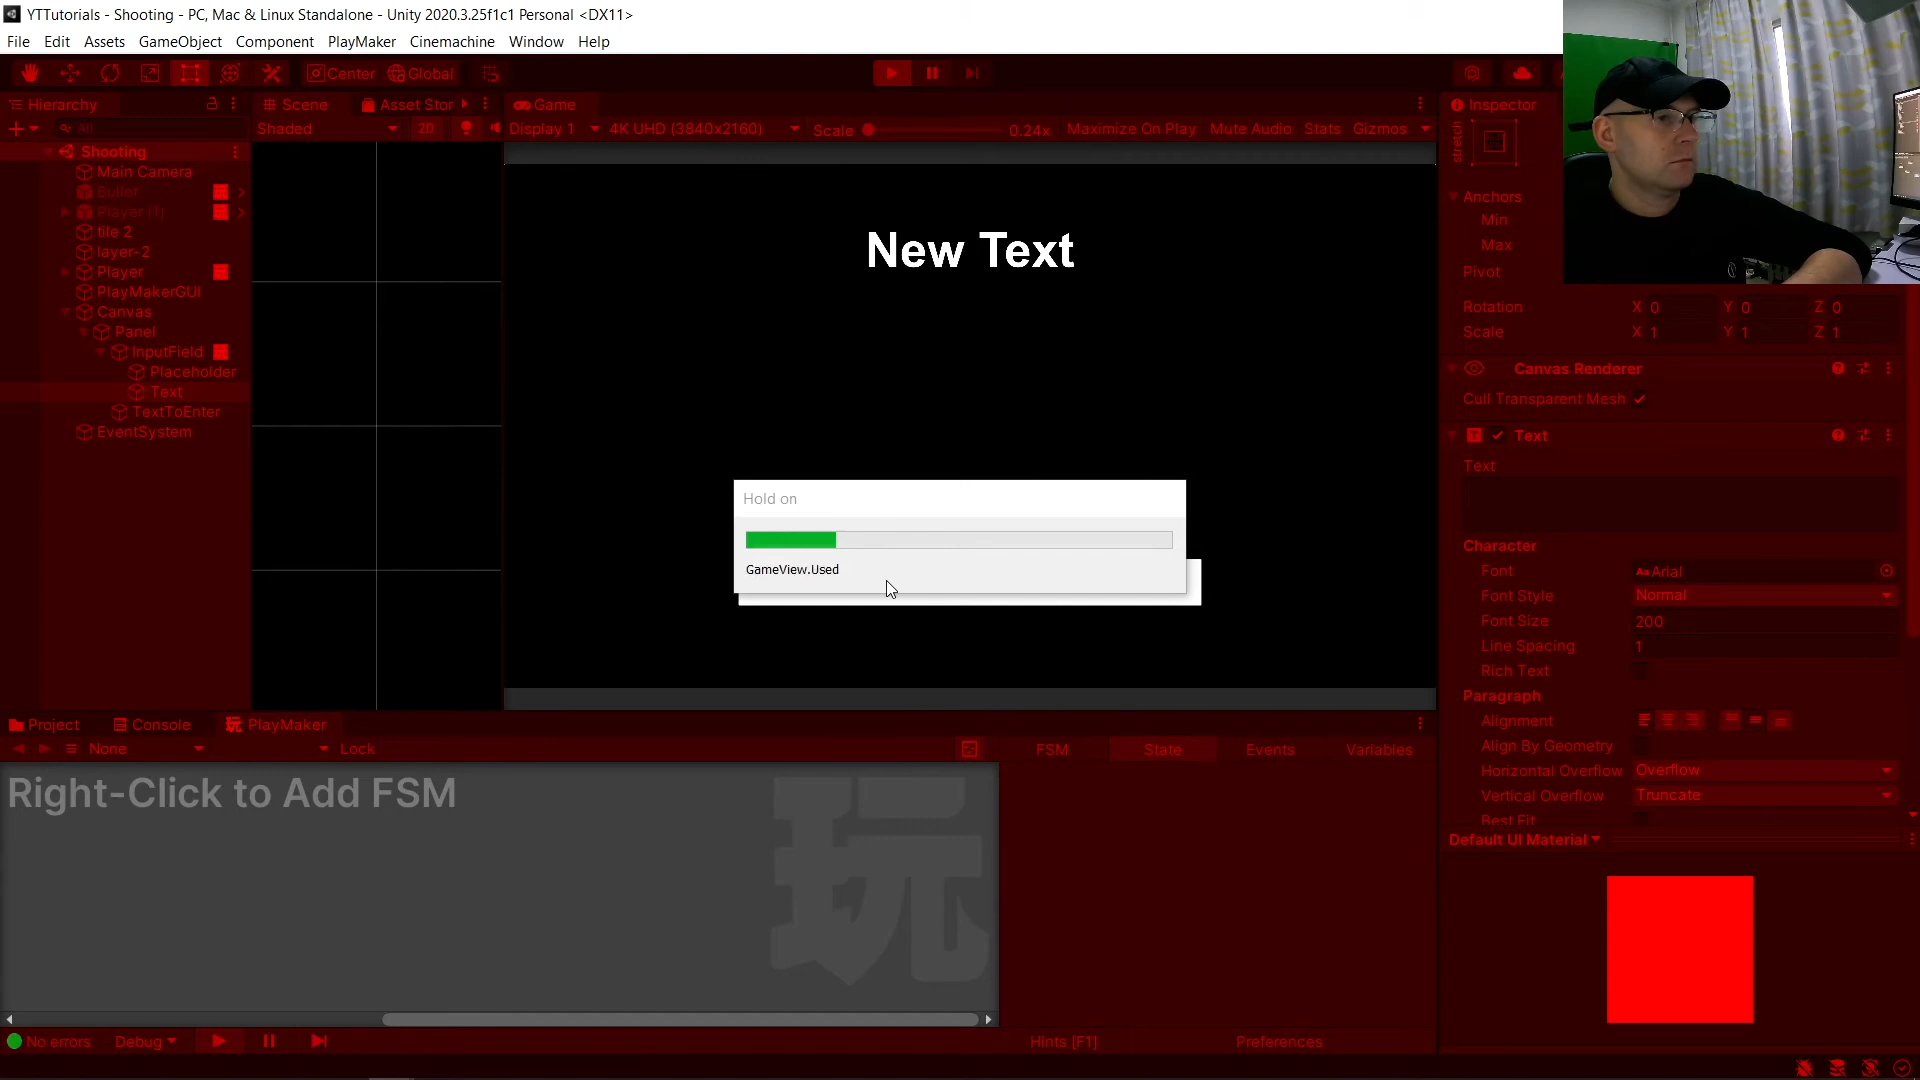 YTTutorials - Shooting - PC, Mac & Linux Standalone - Unity 2020.3.25f1c1 Personal <DX11>
File Edit Assets GameObject Component PlayMaker Cinemachine Window Help
Center Global
Hierarchy
Scene Asset Stor Game
Inspector
All
Shaded 2D Display 1 4K UHD (3840x2160) Scale 0.24x Maximize On Play Mute Audio Stats Gizmos
stretch
Shooting
Main Camera
Bullet
Player (1)
tile 2
layer-2
Player
PlayMakerGUI
Canvas
Panel
InputField
Placeholder
Text
TextToEnter
EventSystem
New Text
Hold on
GameView.Used
Anchors
Min
Max
Pivot
Rotation X 0 Y 0 Z 0
Scale X 1 Y 1 Z 1
Canvas Renderer
Cull Transparent Mesh
Text
Text
Character
Font Arial
Font Style Normal
Font Size 200
Line Spacing 1
Rich Text
Paragraph
Alignment
Align By Geometry
Horizontal Overflow Overflow
Vertical Overflow Truncate
Best Fit
Default UI Material
Project Console 玩 PlayMaker
None Lock FSM State Events Variables
Right-Click to Add FSM
玩
No errors Debug Hints [F1] Preferences